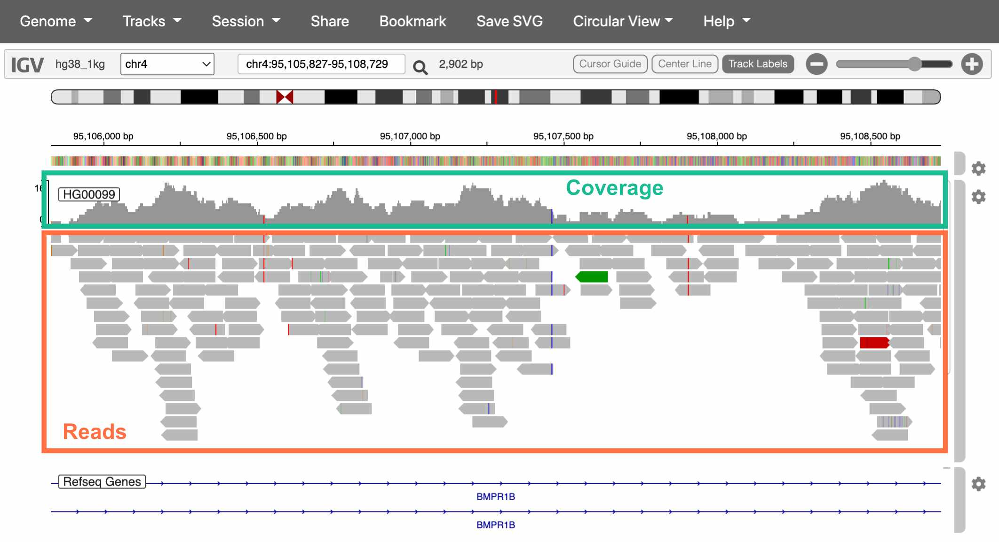 Genome Tracks Session Share Bookmark Save SVG Circular View Help
IGV hg38_1kg chr4 chr4:95,105,827-95,108,729 2,902 bp Cursor Guide Center Line Track Labels
95,106,000 bp 95,106,500 bp 95,107,000 bp 95,107,500 bp 95,108,000 bp 95,108,500 bp
Coverage
HG00099
Reads
Refseq Genes
BMPR1B
BMPR1B